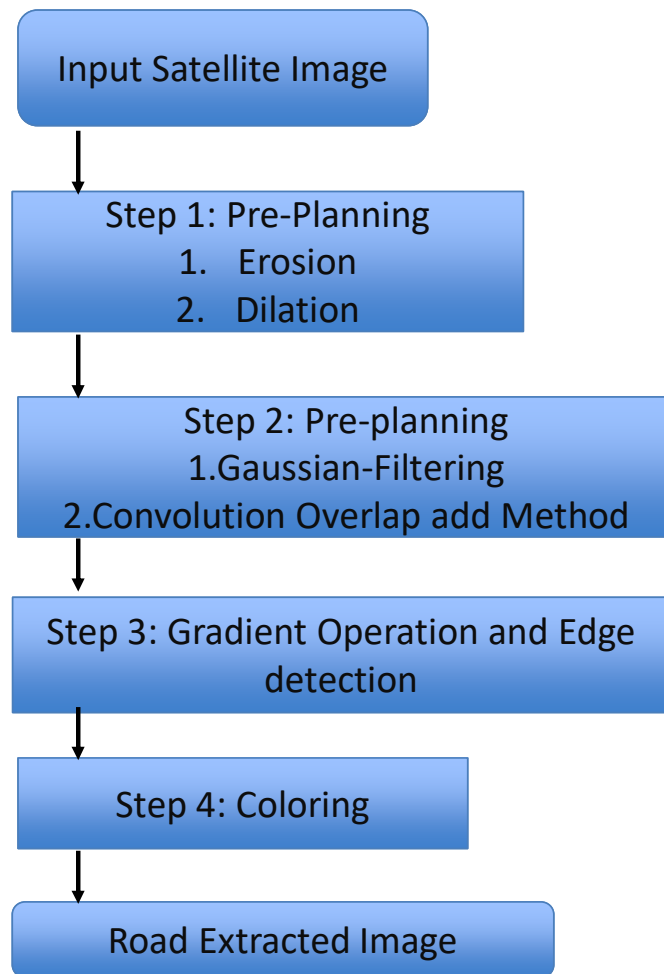 Input Satellite Image
Step 1: Pre-Planning
1. Erosion
2. Dilation
Step 2: Pre-planning
1.Gaussian-Filtering
2.Convolution Overlap add Method
Step 3: Gradient Operation and Edge
detection
Step 4: Coloring
Road Extracted Image